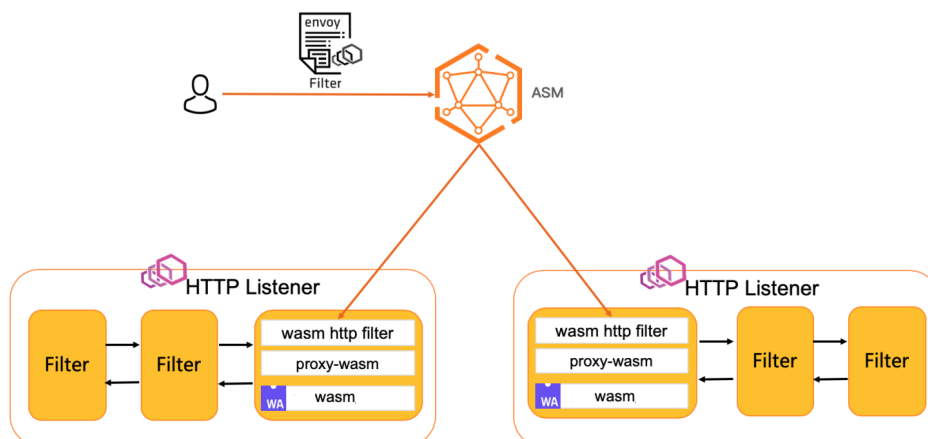 envoy
Filter
ASM
HTTP Listener
Filter
Filter
wasm http filter
proxy-wasm
WA
wasm
HTTP Listener
wasm http filter
proxy-wasm
WA
wasm
Filter
Filter